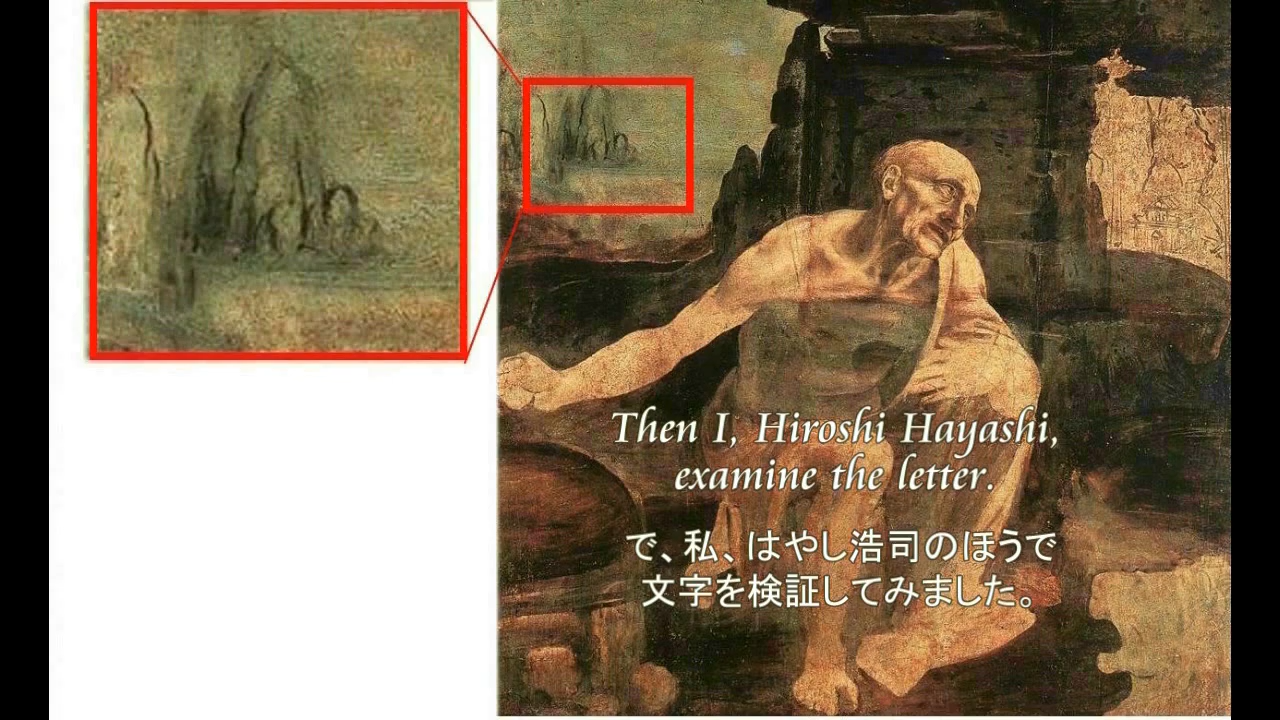 Then I, Hiroshi Hayashi,
examine the letter.
で、私、はやし浩司のほうで
文字を検証してみました。